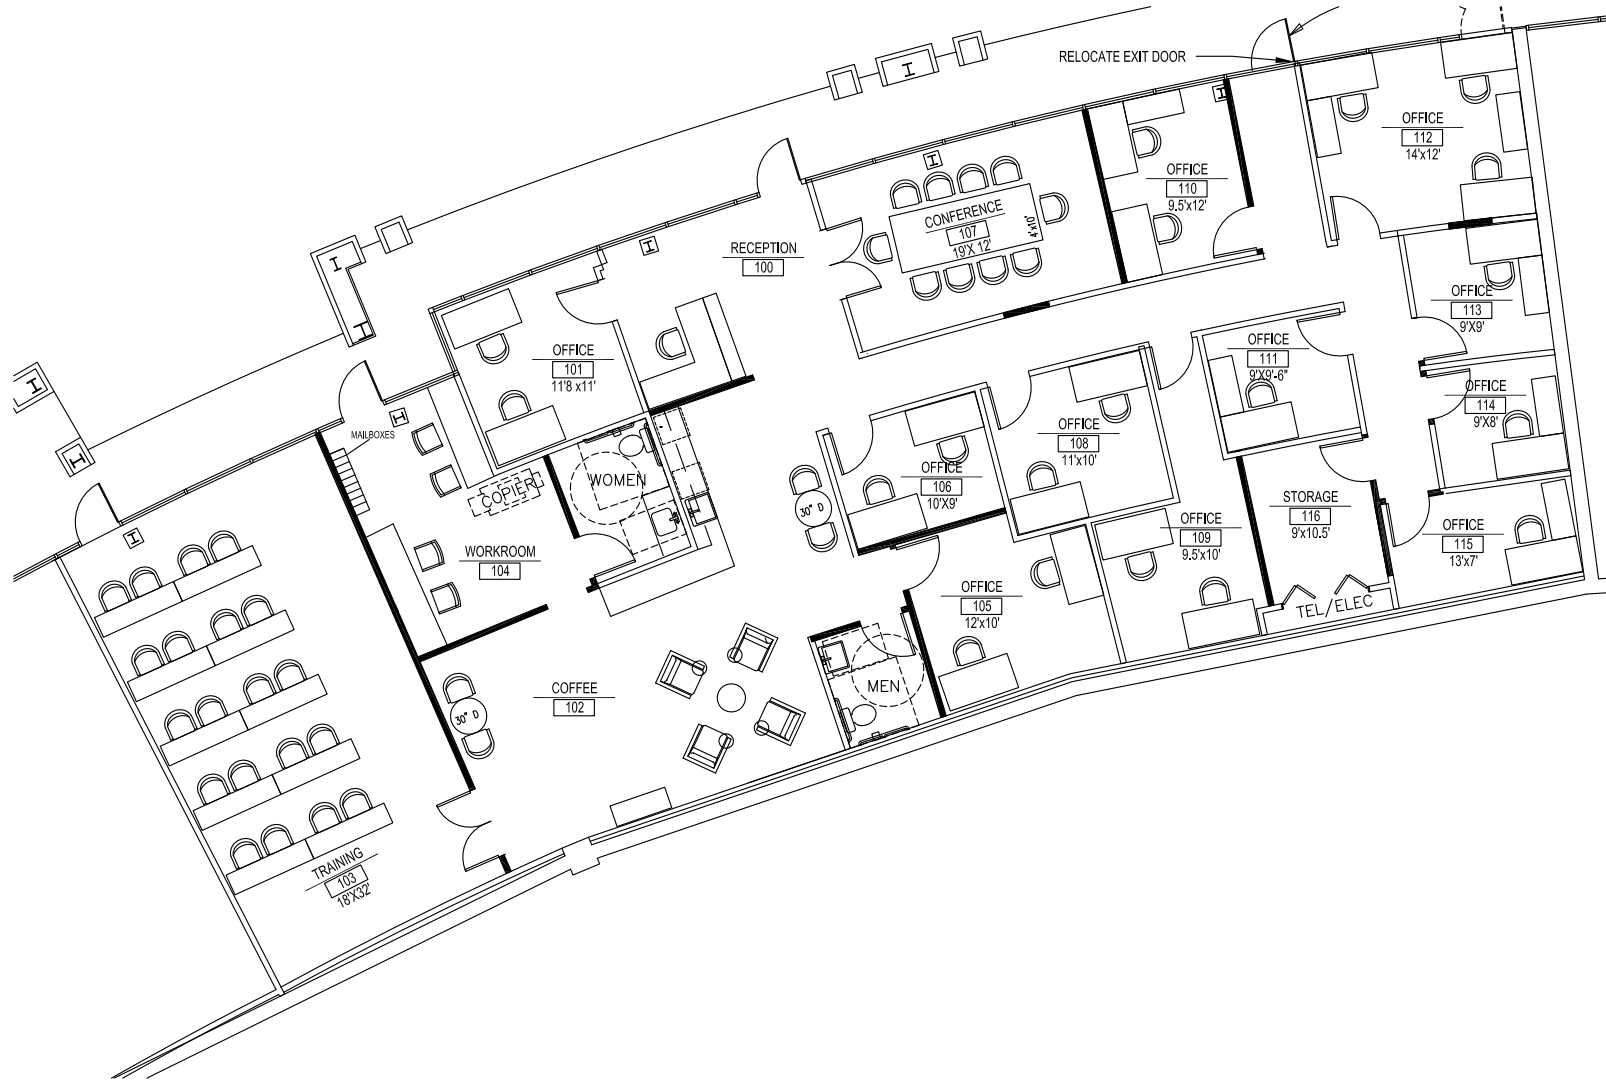 RELOCATE EXIT DOOR
OFFICE
112
14'x12'
OFFICE
110
9.5'x12'
CONFERENCE
107
19'X 12'
4'x10'
RECEPTION
100
OFFICE
113
9'X9'
OFFICE
101
11'8 x11'
OFFICE
111
9'X9'-6"
OFFICE
114
9'X8'
MAILBOXES
OFFICE
108
11'x10'
OFFICE
106
10'X9'
COPIER
WOMEN
30" D
STORAGE
116
9'x10.5'
OFFICE
109
9.5'x10'
OFFICE
115
13'x7'
WORKROOM
104
OFFICE
105
12'x10'
TEL/ELEC
MEN
COFFEE
102
30" D
TRAINING
103
18'X32'